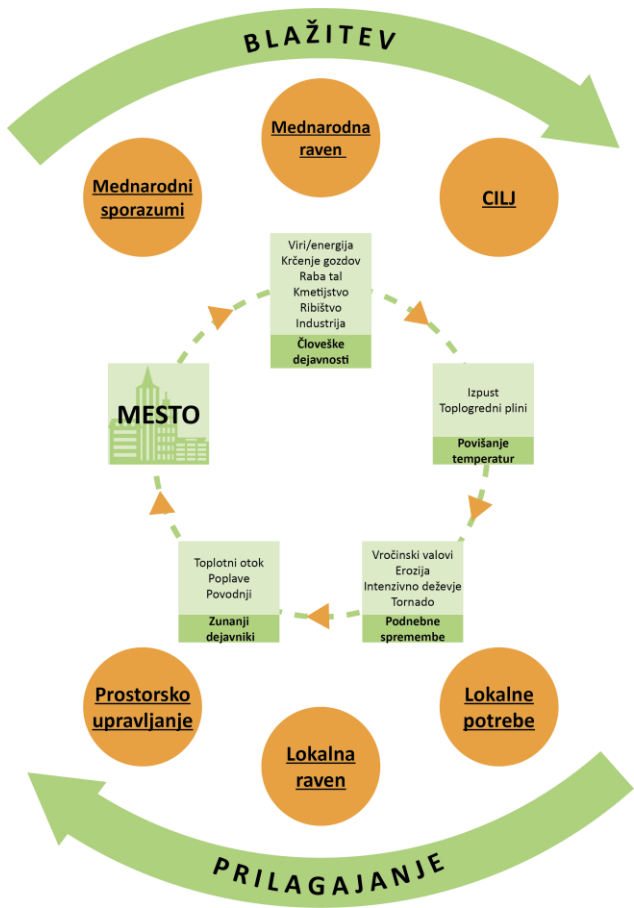 BLAŽITEV
Mednarodna
raven
Mednarodni
sporazumi
CILJ
Viri/energija
Krčenje gozdov
Raba tal
Kmetijstvo
Ribištvo
Industrija
Človeške
dejavnosti
MESTO
Izpust
Toplogredni plini
Povišanje
temperatur
Toplotni otok
Poplave
Povodnji
Zunanji
dejavniki
Vročinski valovi
Erozija
Intenzivno deževje
Tornado
Podnebne
spremembe
Prostorsko
upravljanje
Lokalna
raven
Lokalne
potrebe
PRILAGAJANJE